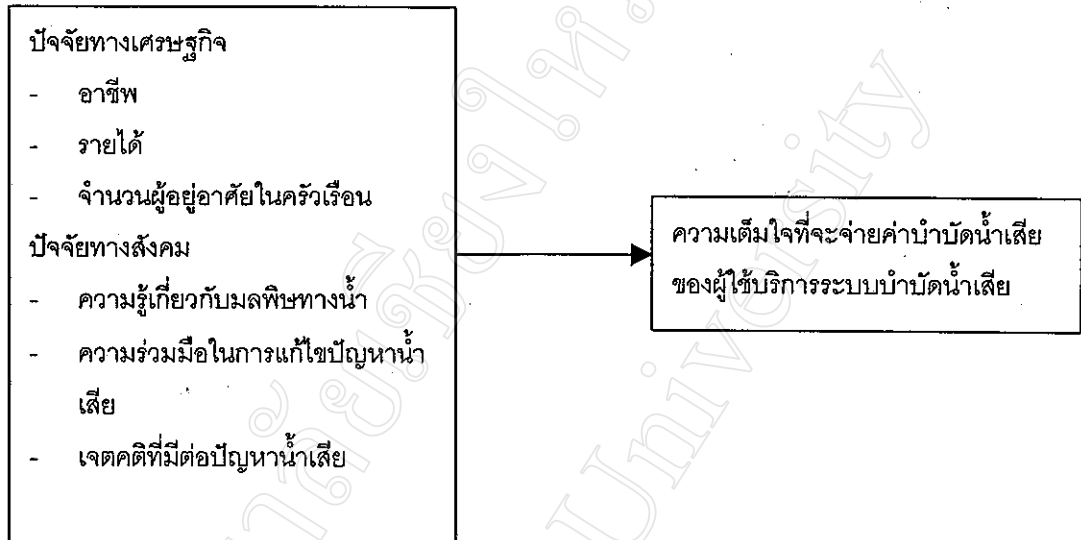 ปัจจัยทางเศรษฐกิจ
- อาชีพ
- รายได้
- จำนวนผู้อยู่อาศัยในครัวเรือน
ปัจจัยทางสังคม
- ความรู้เกี่ยวกับมลพิษทางน้ำ
- ความร่วมมือในการแก้ไขปัญหาน้ำ
เสีย
- เจตคติที่มีต่อปัญหาน้ำเสีย
ความเต็มใจที่จะจ่ายค่าบำบัดน้ำเสีย
ของผู้ใช้บริการระบบบำบัดน้ำเสีย
University